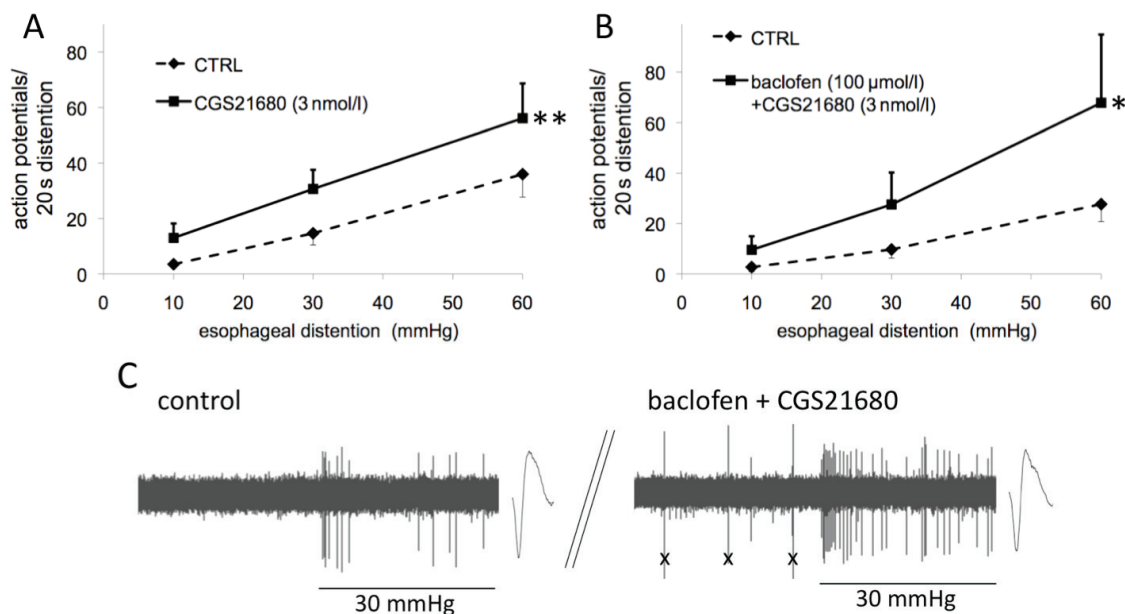 A
action potentials/
20 s distention
80
60
40
20
0
CTRL
CGS21680 (3 nmol/l)
**
0
10
20
30
40
50
60
esophageal distention (mmHg)
B
action potentials/
20 s distention
80
60
40
20
0
CTRL
baclofen (100 µmol/l)
+CGS21680 (3 nmol/l)
*
0
10
20
30
40
50
60
esophageal distention (mmHg)
C
control
baclofen + CGS21680
x x x
30 mmHg
30 mmHg